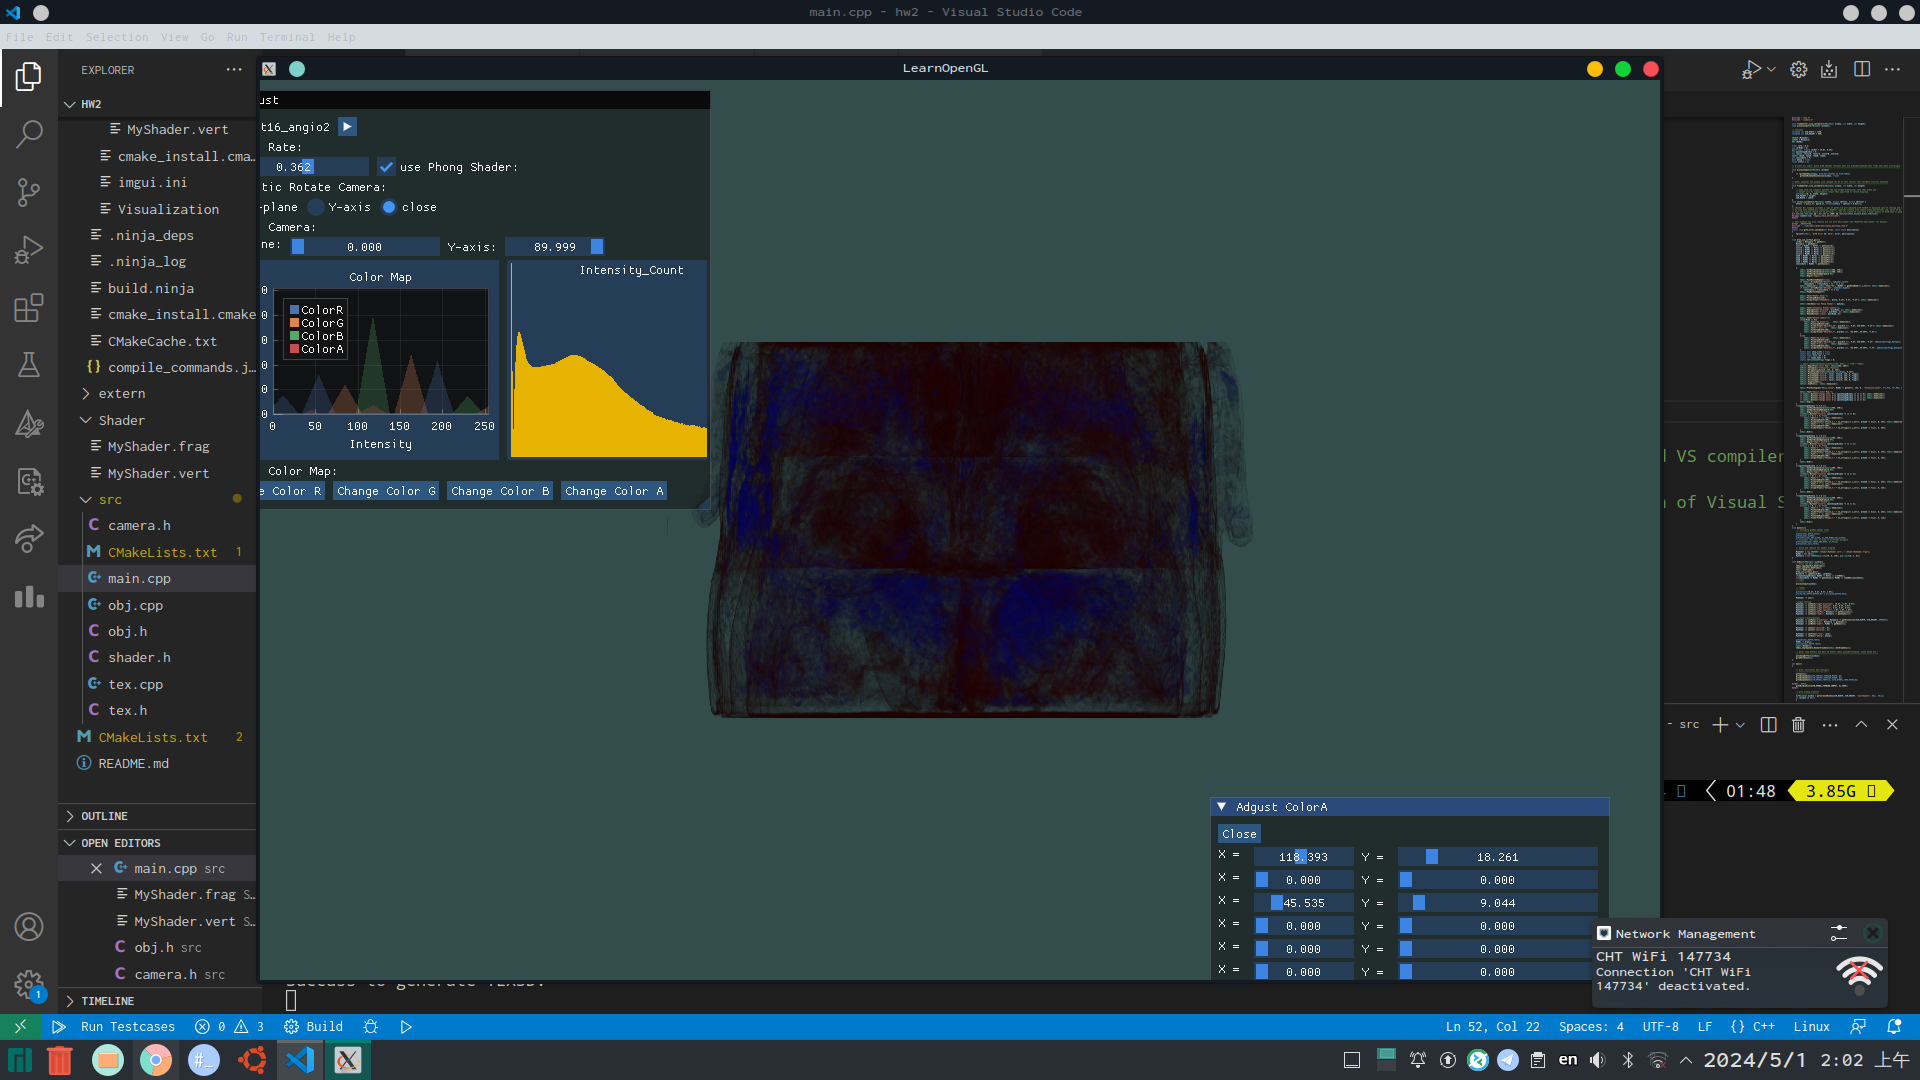 main.cpp - hw2 - Visual Studio Code
File Edit Selection View Go Run Terminal Help
EXPLORER
HW2
MyShader.vert
cmake_install.cma…
imgui.ini
Visualization
.ninja_deps
.ninja_log
build.ninja
cmake_install.cmake
CMakeCache.txt
{} compile_commands.j…
extern
Shader
MyShader.frag
MyShader.vert
src
camera.h
CMakeLists.txt 1
main.cpp
obj.cpp
obj.h
shader.h
tex.cpp
tex.h
CMakeLists.txt 2
README.md
OUTLINE
OPEN EDITORS
main.cpp src
MyShader.frag S…
MyShader.vert S…
obj.h src
camera.h src
TIMELINE
LearnOpenGL
ust
t16_angio2
Rate:
0.362 use Phong Shader:
tic Rotate Camera:
-plane Y-axis close
Camera:
ne: 0.000 Y-axis: 89.999
Color Map
ColorR
ColorG
ColorB
ColorA
0
0
0
0
0
0
0 50 100 150 200 250
Intensity
Intensity_Count
Color Map:
e Color R Change Color G Change Color B Change Color A
Adgust ColorA
Close
X = 118.393 Y = 18.261
X = 0.000 Y = 0.000
X = 45.535 Y = 9.044
X = 0.000 Y = 0.000
X = 0.000 Y = 0.000
X = 0.000 Y = 0.000
VS compiler
n of Visual S
- src
01:48 3.85G
Network Management
CHT WiFi 147734
Connection 'CHT WiFi
147734' deactivated.
1
Run Testcases 0 3 Build
Ln 52, Col 22 Spaces: 4 UTF-8 LF {} C++ Linux
en 2024/5/1 2:02 上午